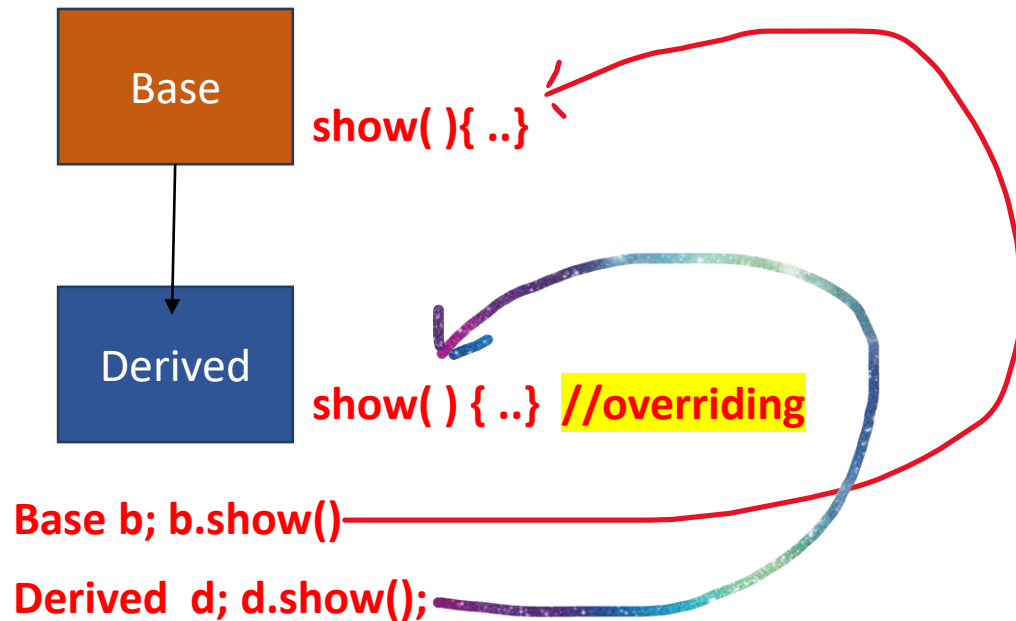 Base
show( ){ ..}
Derived
show( ) { ..} //overriding
Base b; b.show()
Derived d; d.show();